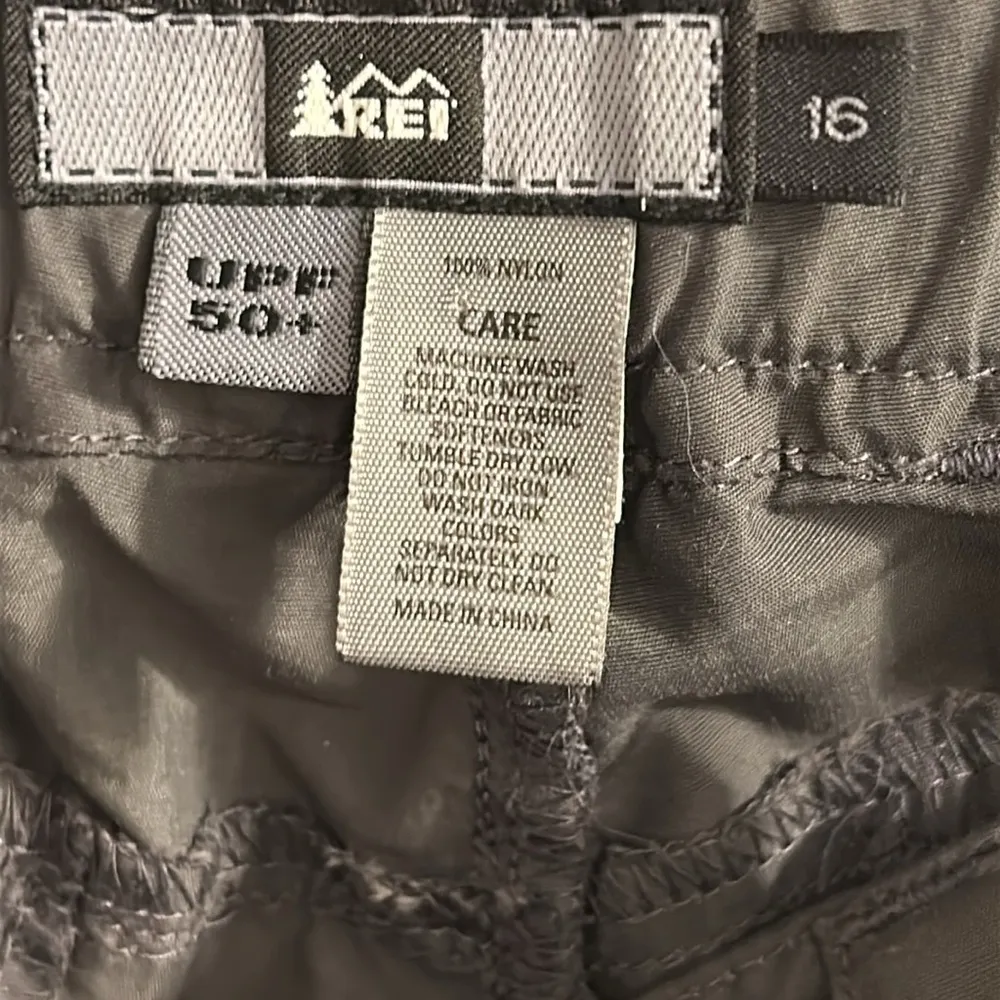 REI
16
UPF
50+
100% NYLON
CARE
MACHINE WASH
COLD, DO NOT USE
BLEACH OR FABRIC
SOFTENERS
TUMBLE DRY LOW
DO NOT IRON
WASH DARK
COLORS
SEPARATELY, DO
NOT DRY CLEAN
MADE IN CHINA